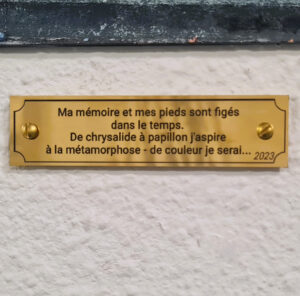 Ma mémoire et mes pieds sont figés
dans le temps.
De chrysalide à papillon j'aspire
à la métamorphose - de couleur je serai...
2023